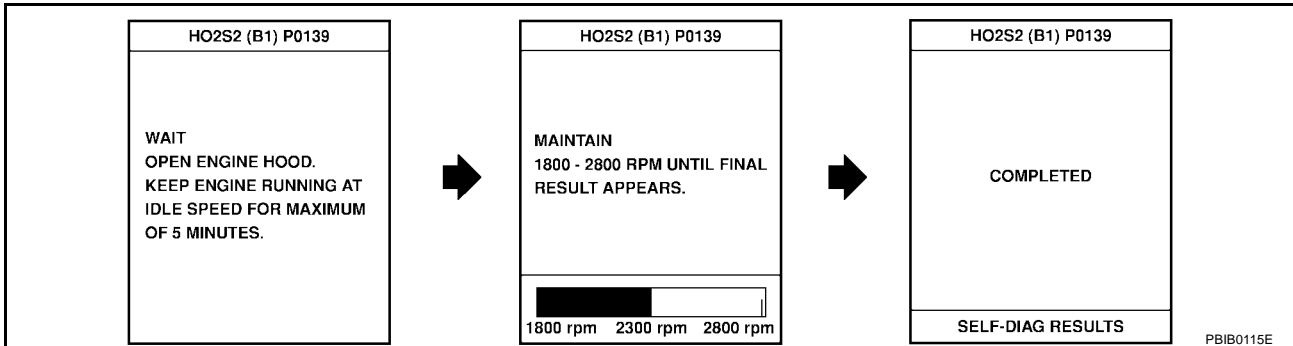 HO2S2 (B1) P0139
WAIT
OPEN ENGINE HOOD.
KEEP ENGINE RUNNING AT
IDLE SPEED FOR MAXIMUM
OF 5 MINUTES.
HO2S2 (B1) P0139
MAINTAIN
1800 - 2800 RPM UNTIL FINAL
RESULT APPEARS.
1800 rpm 2300 rpm 2800 rpm
HO2S2 (B1) P0139
COMPLETED
SELF-DIAG RESULTS
PBIB0115E